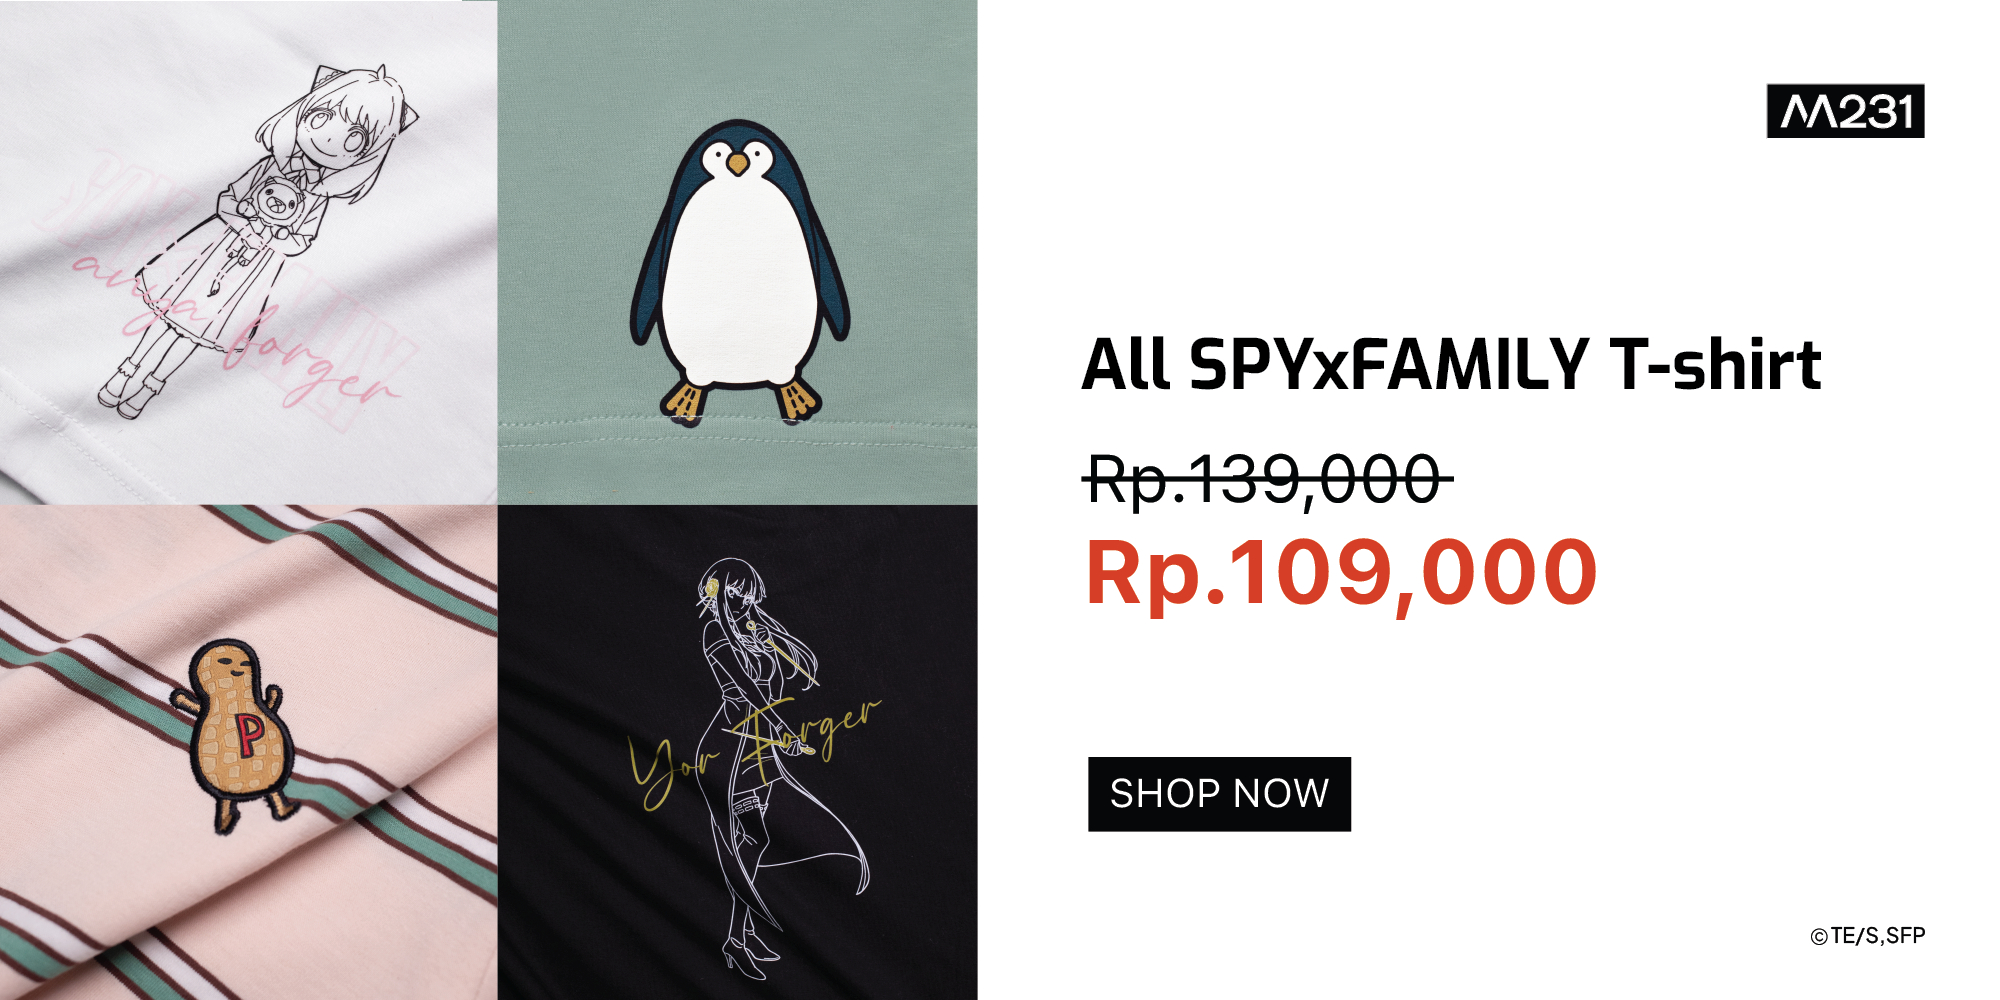 anya forger
P
Yor Forger
M231
All SPYxFAMILY T-shirt
Rp.139,000
Rp.109,000
SHOP NOW
©TE/S,SFP